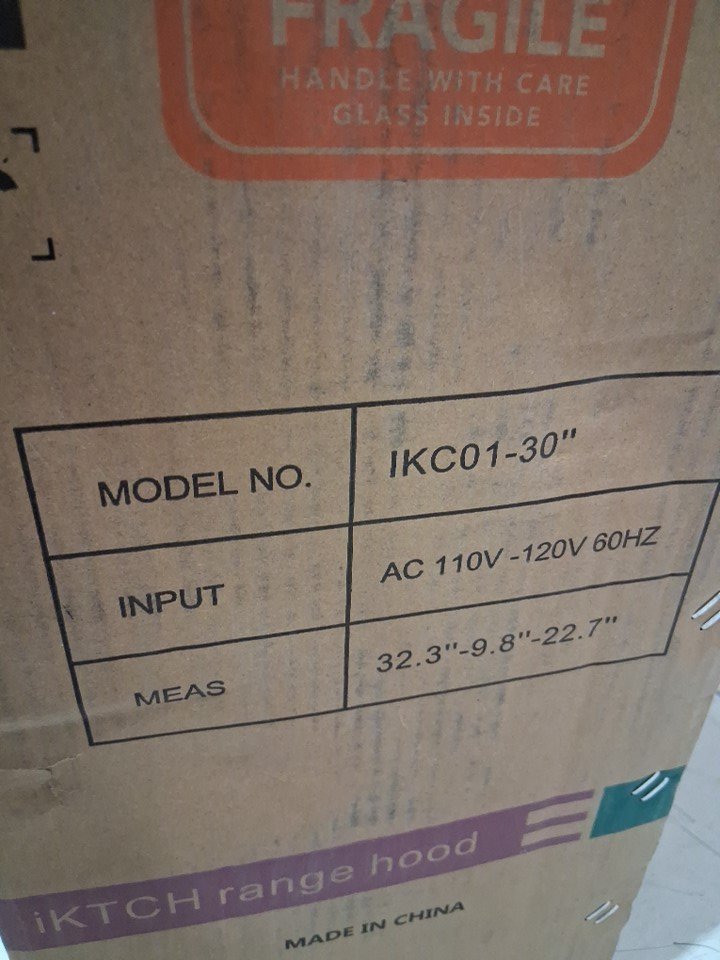 FRAGILE
HANDLE WITH CARE
GLASS INSIDE
MODEL NO. IKC01-30"
INPUT AC 110V -120V 60HZ
MEAS 32.3"-9.8"-22.7"
iKTCH range hood
MADE IN CHINA